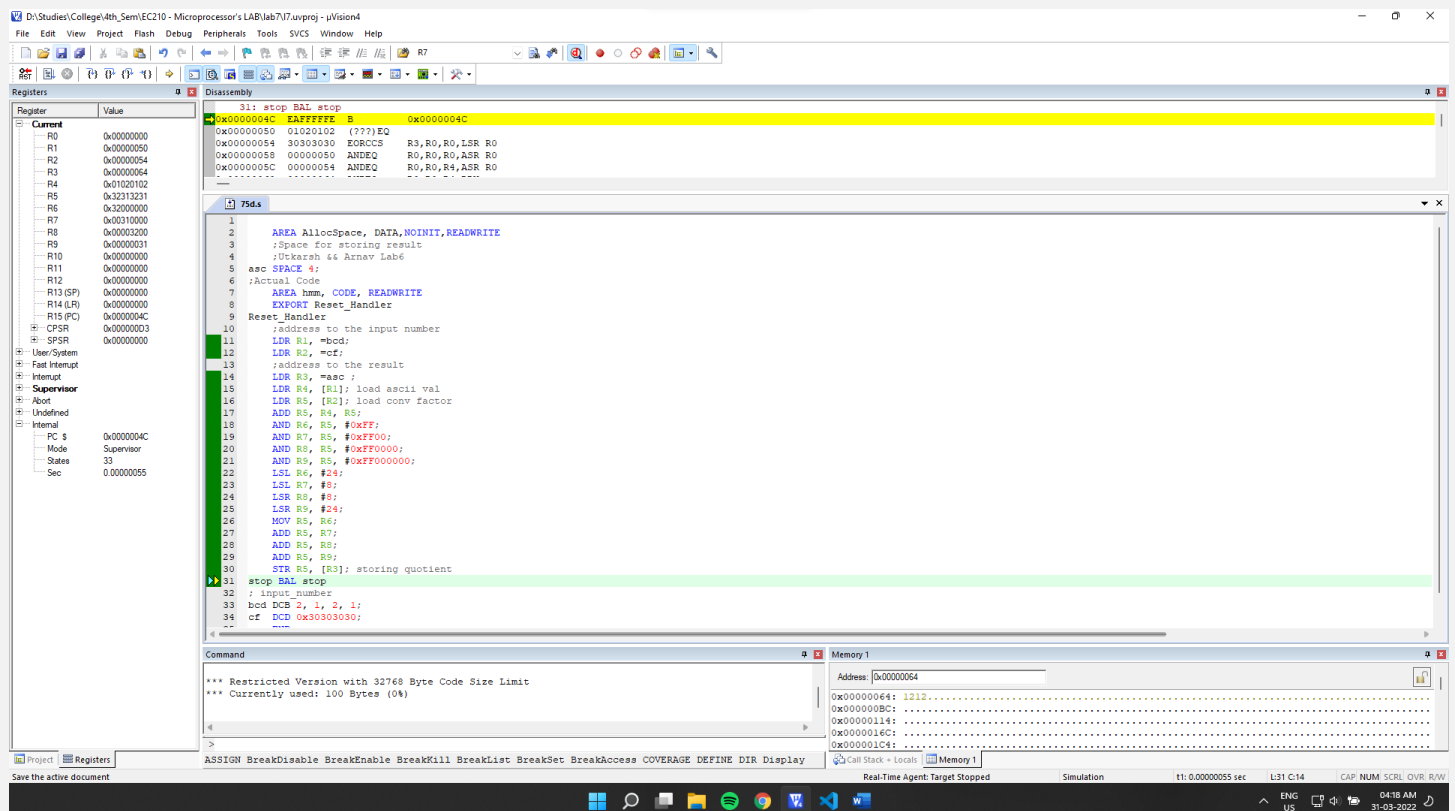 D:\Studies\College\4th_Sem\EC210 - Microprocessor's LAB\lab7\l7.uvproj - µVision4
File Edit View Project Flash Debug Peripherals Tools SVCS Window Help
R7
RST
Registers
Register Value
Current
R0 0x00000000
R1 0x00000050
R2 0x00000054
R3 0x00000064
R4 0x01020102
R5 0x32313231
R6 0x32000000
R7 0x00310000
R8 0x00003200
R9 0x00000031
R10 0x00000000
R11 0x00000000
R12 0x00000000
R13 (SP) 0x00000000
R14 (LR) 0x00000000
R15 (PC) 0x0000004C
CPSR 0x000000D3
SPSR 0x00000000
User/System
Fast Interrupt
Interrupt
Supervisor
Abort
Undefined
Internal
PC $ 0x0000004C
Mode Supervisor
States 33
Sec 0.00000055
Project Registers
Disassembly
31: stop BAL stop
0x0000004C EAFFFFFE B 0x0000004C
0x00000050 01020102 (???)EQ
0x00000054 30303030 EORCCS R3,R0,R0,LSR R0
0x00000058 00000050 ANDEQ R0,R0,R0,ASR R0
0x0000005C 00000054 ANDEQ R0,R0,R4,ASR R0
75d.s
1
2 AREA AllocSpace, DATA,NOINIT,READWRITE
3 ;Space for storing result
4 ;Utkarsh && Arnav Lab6
5 asc SPACE 4;
6 ;Actual Code
7 AREA hmm, CODE, READWRITE
8 EXPORT Reset_Handler
9 Reset_Handler
10 ;address to the input number
11 LDR R1, =bcd;
12 LDR R2, =cf;
13 ;address to the result
14 LDR R3, =asc ;
15 LDR R4, [R1]; load ascii val
16 LDR R5, [R2]; load conv factor
17 ADD R5, R4, R5;
18 AND R6, R5, #0xFF;
19 AND R7, R5, #0xFF00;
20 AND R8, R5, #0xFF0000;
21 AND R9, R5, #0xFF000000;
22 LSL R6, #24;
23 LSL R7, #8;
24 LSR R8, #8;
25 LSR R9, #24;
26 MOV R5, R6;
27 ADD R5, R7;
28 ADD R5, R8;
29 ADD R5, R9;
30 STR R5, [R3]; storing quotient
31 stop BAL stop
32 ; input_number
33 bcd DCB 2, 1, 2, 1;
34 cf DCD 0x30303030;
Command
*** Restricted Version with 32768 Byte Code Size Limit
*** Currently used: 100 Bytes (0%)
>
ASSIGN BreakDisable BreakEnable BreakKill BreakList BreakSet BreakAccess COVERAGE DEFINE DIR Display
Memory 1
Address: 0x00000064
0x00000064: 1212....................................................................................
0x000000BC: ........................................................................................
0x00000114: ........................................................................................
0x0000016C: ........................................................................................
0x000001C4: ........................................................................................
Call Stack + Locals Memory 1
Save the active document Real-Time Agent: Target Stopped Simulation t1: 0.00000055 sec L:31 C:14 CAP NUM SCRL OVR R/W
ENG
US
04:18 AM
31-03-2022